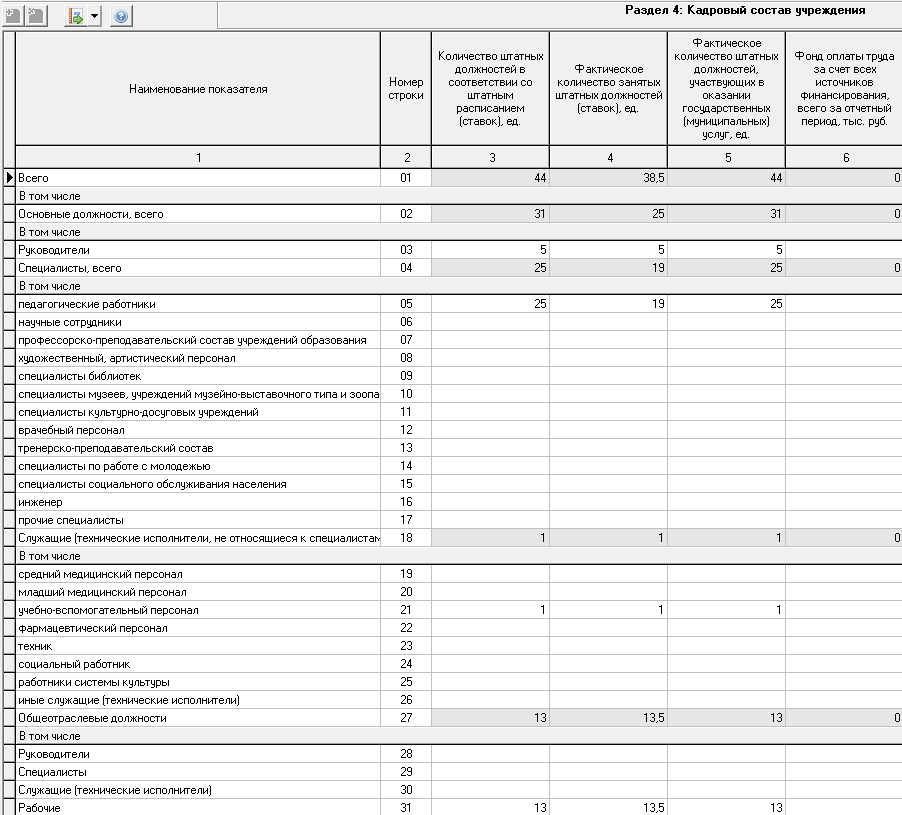 Раздел 4: Кадровый состав учреждения
Наименование показателя
Номер строки
Количество штатных должностей в соответствии со штатным расписанием (ставок), ед.
Фактическое количество занятых штатных должностей (ставок), ед.
Фактическое количество штатных должностей, участвующих в оказании государственных (муниципальных) услуг, ед.
Фонд оплаты труда за счет всех источников финансирования, всего за отчетный период, тыс. руб.
1 2 3 4 5 6
Всего 01 44 38,5 44 0
В том числе
Основные должности, всего 02 31 25 31 0
В том числе
Руководители 03 5 5 5
Специалисты, всего 04 25 19 25 0
В том числе
педагогические работники 05 25 19 25
научные сотрудники 06
профессорско-преподавательский состав учреждений образования 07
художественный, артистический персонал 08
специалисты библиотек 09
специалисты музеев, учреждений музейно-выставочного типа и зоопа 10
специалисты культурно-досуговых учреждений 11
врачебный персонал 12
тренерско-преподавательский состав 13
специалисты по работе с молодежью 14
специалисты социального обслуживания населения 15
инженер 16
прочие специалисты 17
Служащие (технические исполнители, не относящиеся к специалистам 18 1 1 1 0
В том числе
средний медицинский персонал 19
младший медицинский персонал 20
учебно-вспомогательный персонал 21 1 1 1
фармацевтический персонал 22
техник 23
социальный работник 24
работники системы культуры 25
иные служащие (технические исполнители) 26
Общеотраслевые должности 27 13 13,5 13 0
В том числе
Руководители 28
Специалисты 29
Служащие (технические исполнители) 30
Рабочие 31 13 13,5 13